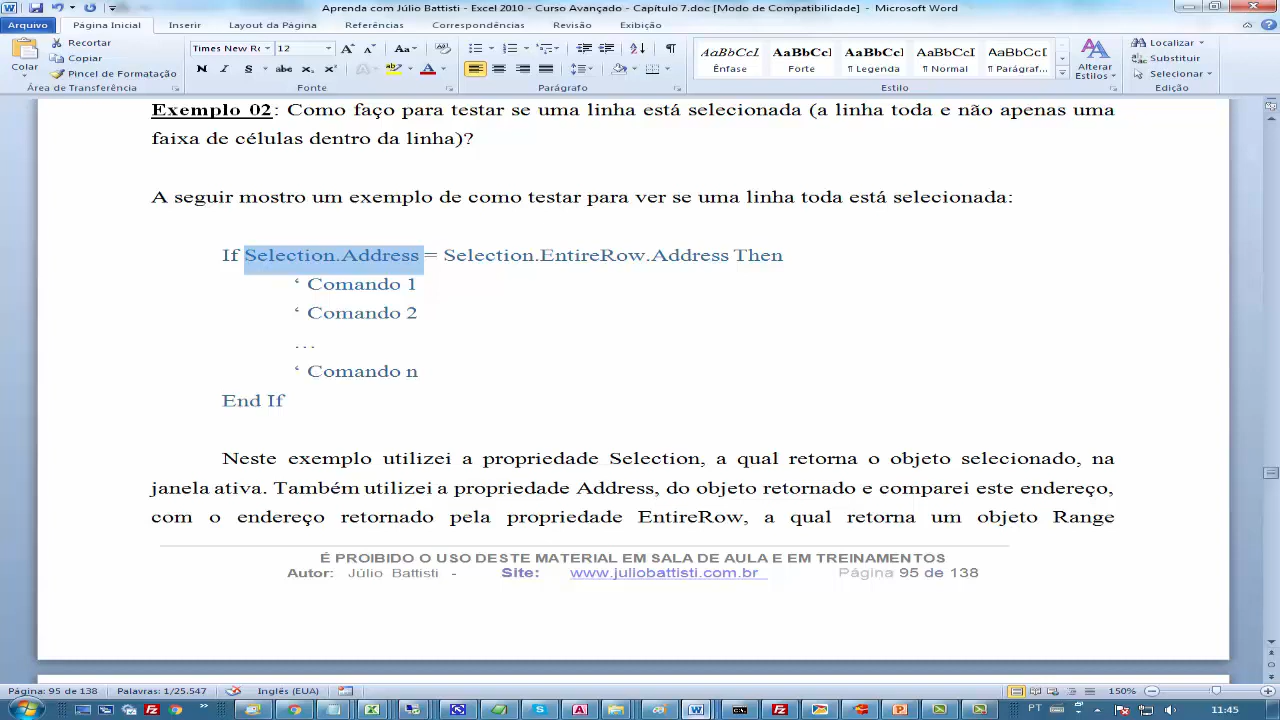 Aprenda com Júlio Battisti - Excel 2010 - Curso Avançado - Capítulo 7.doc [Modo de Compatibilidade] - Microsoft Word
Arquivo Página Inicial Inserir Layout da Página Referências Correspondências Revisão Exibição
Colar
Recortar
Copiar
Pincel de Formatação
Área de Transferência
Times New Ro 12
N I S abc x₂ x²
Fonte
Parágrafo
AaBbCcI AaBbCcl AaBbCcl AaBbCcI AaBbCcI
Ênfase Forte ¶ Legenda ¶ Normal ¶ Parágraf...
Alterar Estilos
Estilo
Localizar
Substituir
Selecionar
Edição
Exemplo 02: Como faço para testar se uma linha está selecionada (a linha toda e não apenas uma
faixa de células dentro da linha)?
A seguir mostro um exemplo de como testar para ver se uma linha toda está selecionada:
If Selection.Address = Selection.EntireRow.Address Then
‘ Comando 1
‘ Comando 2
...
‘ Comando n
End If
Neste exemplo utilizei a propriedade Selection, a qual retorna o objeto selecionado, na
janela ativa. Também utilizei a propriedade Address, do objeto retornado e comparei este endereço,
com o endereço retornado pela propriedade EntireRow, a qual retorna um objeto Range
É PROIBIDO O USO DESTE MATERIAL EM SALA DE AULA E EM TREINAMENTOS
Autor: Júlio Battisti - Site: www.juliobattisti.com.br Página 95 de 138
Página: 95 de 138 Palavras: 1/25.547 Inglês (EUA) 150%
PT 11:45